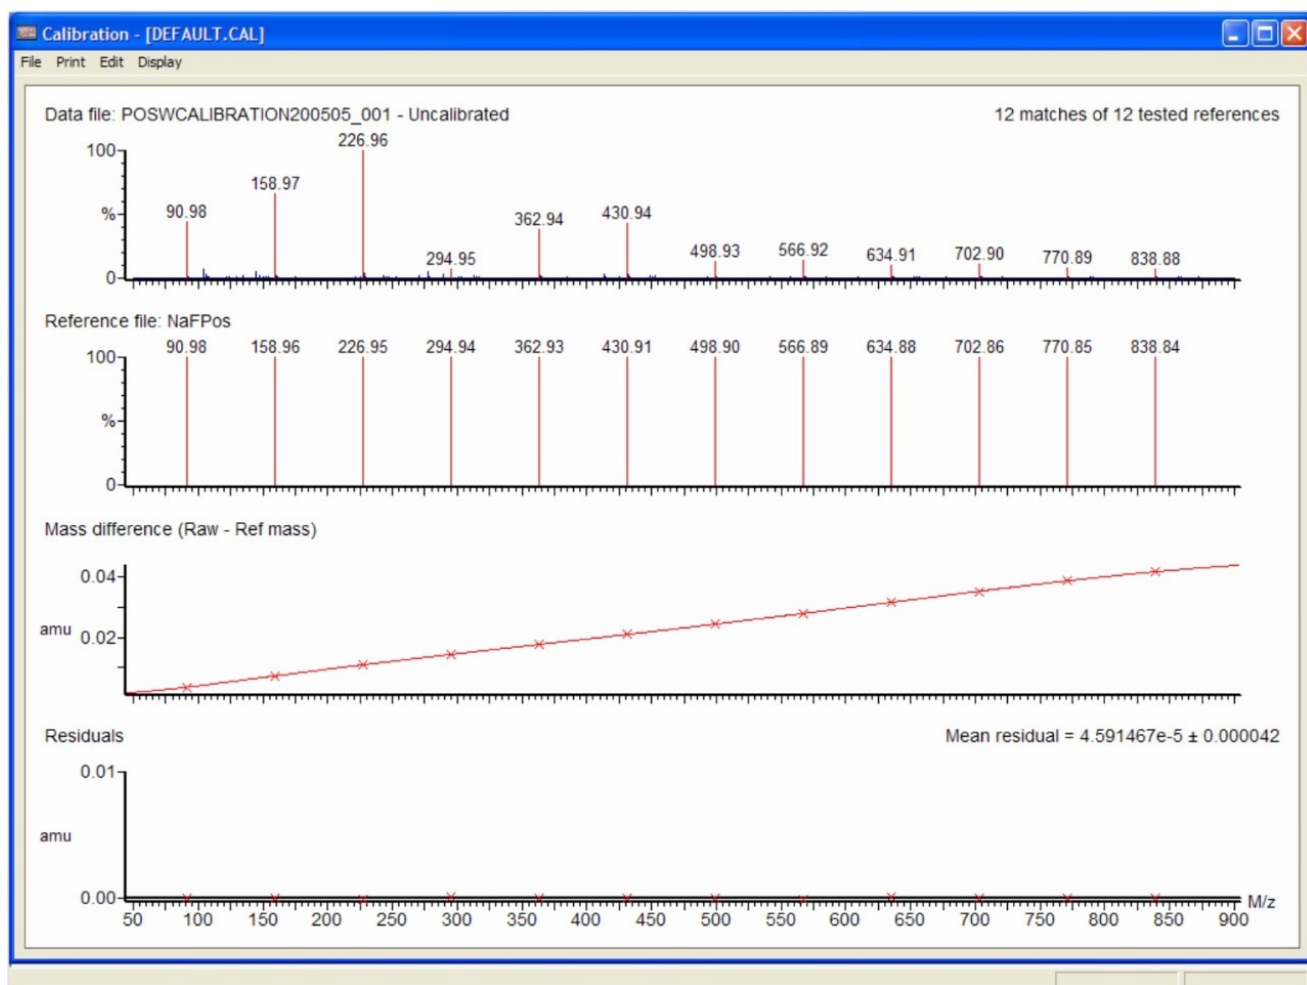 Calibration - [DEFAULT.CAL]
File Print Edit Display
Data file: POSWCALIBRATION200505_001 - Uncalibrated
12 matches of 12 tested references
100
%
0
90.98 158.97 226.96 294.95 362.94 430.94 498.93 566.92 634.91 702.90 770.89 838.88
Reference file: NaFPos
100
%
0
90.98 158.96 226.95 294.94 362.93 430.91 498.90 566.89 634.88 702.86 770.85 838.84
Mass difference (Raw - Ref mass)
0.04
amu
0.02
Residuals
Mean residual = 4.591467e-5 ± 0.000042
0.01
amu
0.00
M/z
50 100 150 200 250 300 350 400 450 500 550 600 650 700 750 800 850 900